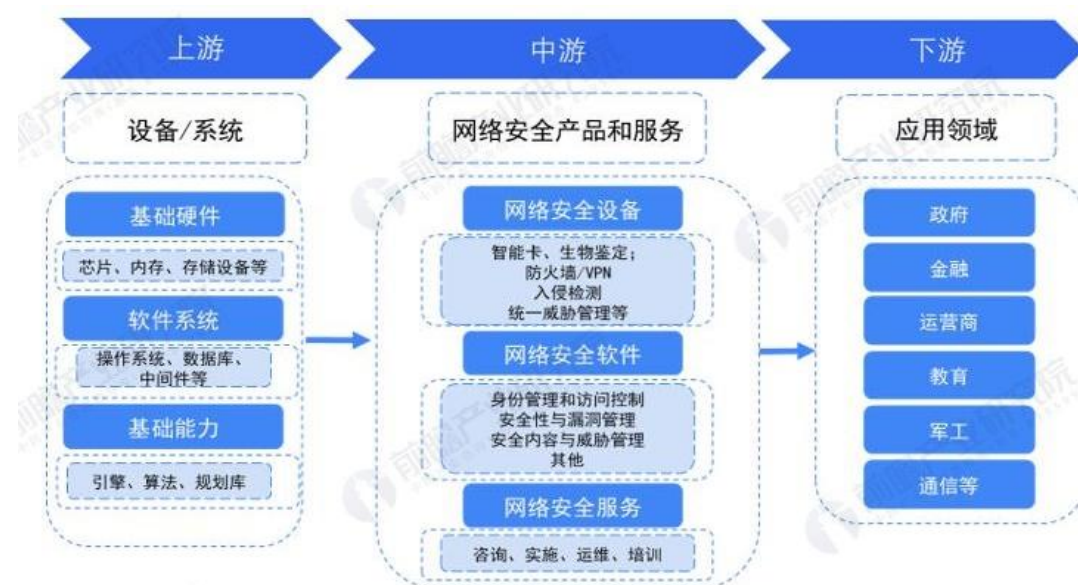 上游
中游
下游
设备/系统
网络安全产品和服务
应用领域
基础硬件
芯片、内存、存储设备等
软件系统
操作系统、数据库、
中间件等
基础能力
引擎、算法、规划库
网络安全设备
智能卡、生物鉴定；
防火墙/VPN
入侵检测
统一威胁管理等
网络安全软件
身份管理和访问控制
安全性与漏洞管理
安全内容与威胁管理
其他
网络安全服务
咨询、实施、运维、培训
政府
金融
运营商
教育
军工
通信等
前瞻产业研究院